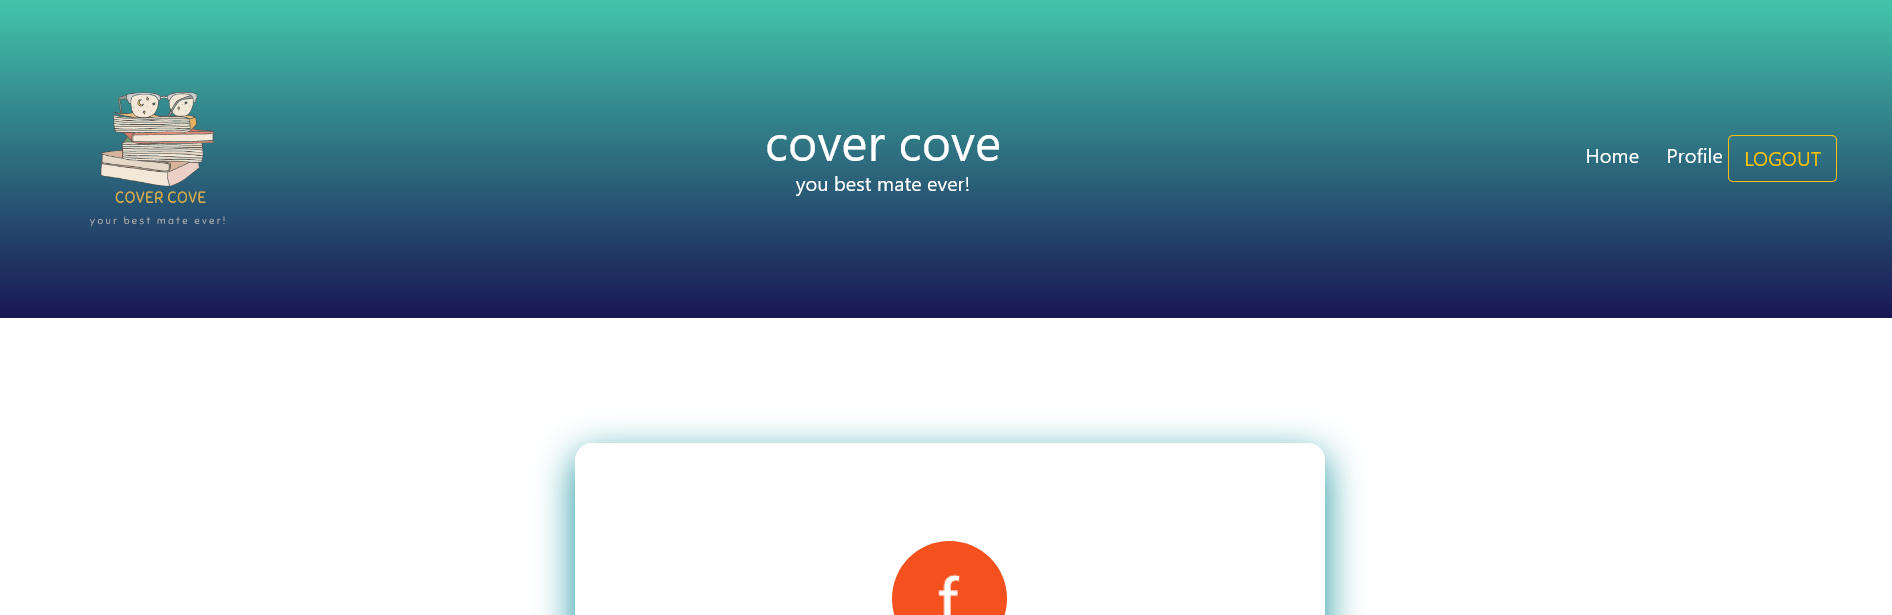 COVER COVE
your best mate ever!
cover cove
you best mate ever!
Home Profile LOGOUT
f